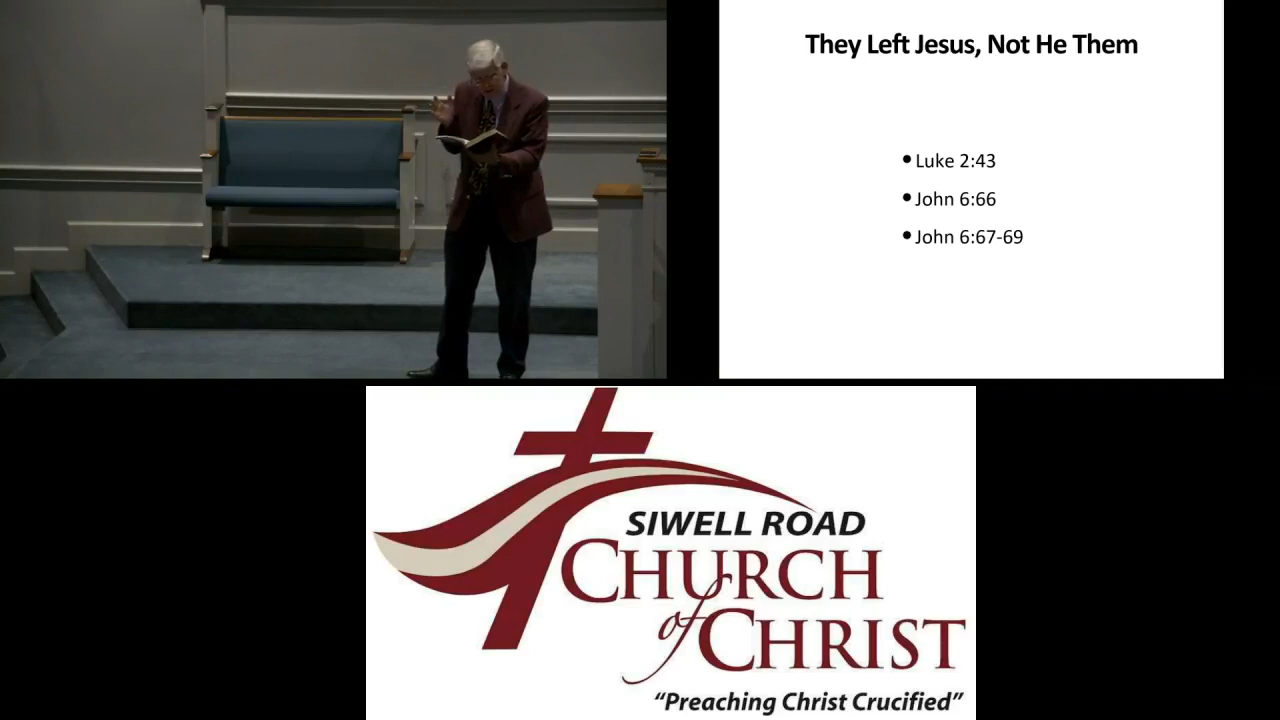 They Left Jesus, Not He Them
• Luke 2:43
• John 6:66
• John 6:67-69
SIWELL ROAD
CHURCH
of CHRIST
“Preaching Christ Crucified”